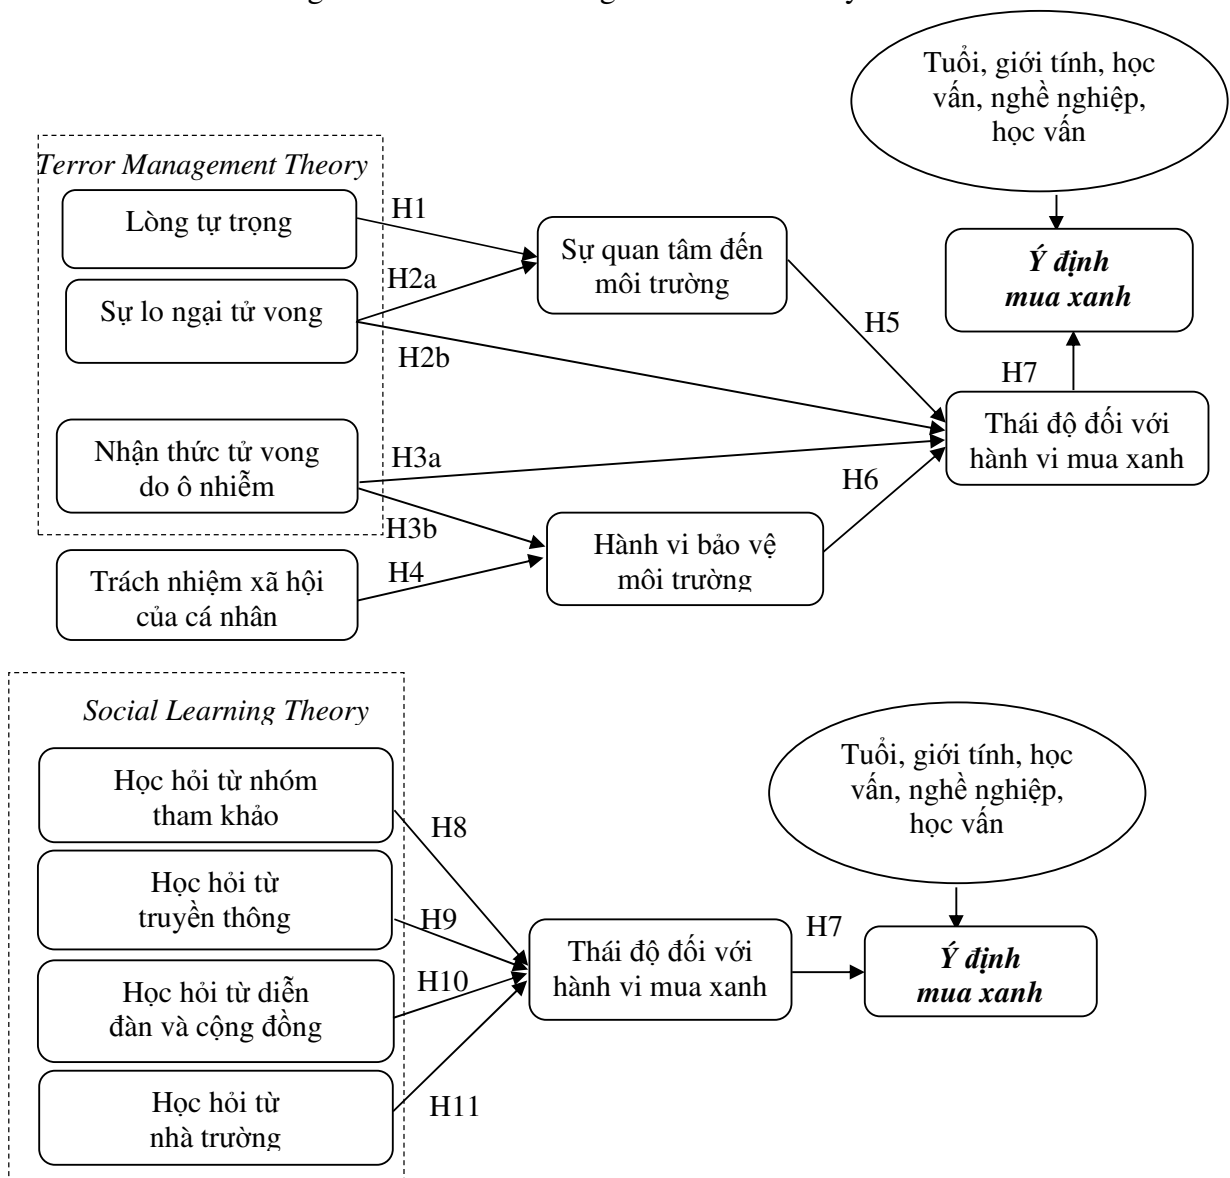 Tuổi, giới tính, học
vấn, nghề nghiệp,
học vấn
Terror Management Theory
Lòng tự trọng
H1
Sự quan tâm đến
môi trường
Ý định
mua xanh
H2a
Sự lo ngại tử vong
H5
H2b
H7
Thái độ đối với
hành vi mua xanh
Nhận thức tử vong
do ô nhiễm
H3a
H6
H3b
Hành vi bảo vệ
môi trường
H4
Trách nhiệm xã hội
của cá nhân
Social Learning Theory
Tuổi, giới tính, học
vấn, nghề nghiệp,
học vấn
Học hỏi từ nhóm
tham khảo
H8
Học hỏi từ
truyền thông
H9
H7
Thái độ đối với
hành vi mua xanh
Ý định
mua xanh
H10
Học hỏi từ diễn
đàn và cộng đồng
H11
Học hỏi từ
nhà trường